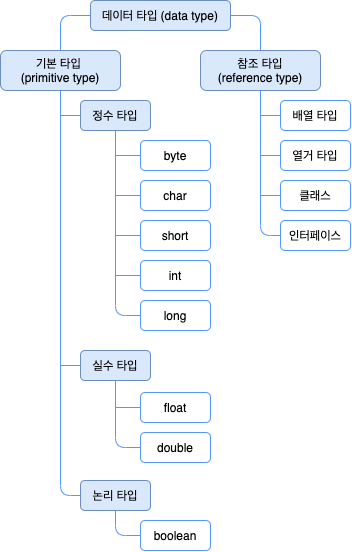 데이터 타입 (data type)
기본 타입
(primitive type)
정수 타입
byte
char
short
int
long
실수 타입
float
double
논리 타입
boolean
참조 타입
(reference type)
배열 타입
열거 타입
클래스
인터페이스